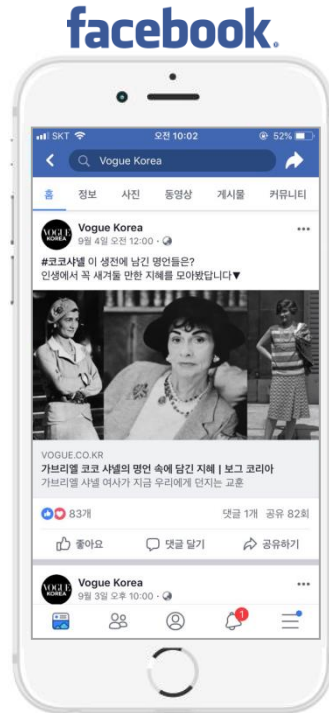 facebook.
SKT 오전 10:02 52%
Vogue Korea
홈 정보 사진 동영상 게시물 커뮤니티
VOGUE KOREA
Vogue Korea
9월 4일 오전 12:00 ·
#코코샤넬 이 생전에 남긴 명언들은?
인생에서 꼭 새겨둘 만한 지혜를 모아봤답니다▼
VOGUE.CO.KR
가브리엘 코코 샤넬의 명언 속에 담긴 지혜 | 보그 코리아
가브리엘 샤넬 여사가 지금 우리에게 던지는 교훈
83개 댓글 1개 공유 82회
좋아요 댓글 달기 공유하기
VOGUE KOREA
Vogue Korea
9월 3일 오후 10:00 ·
1